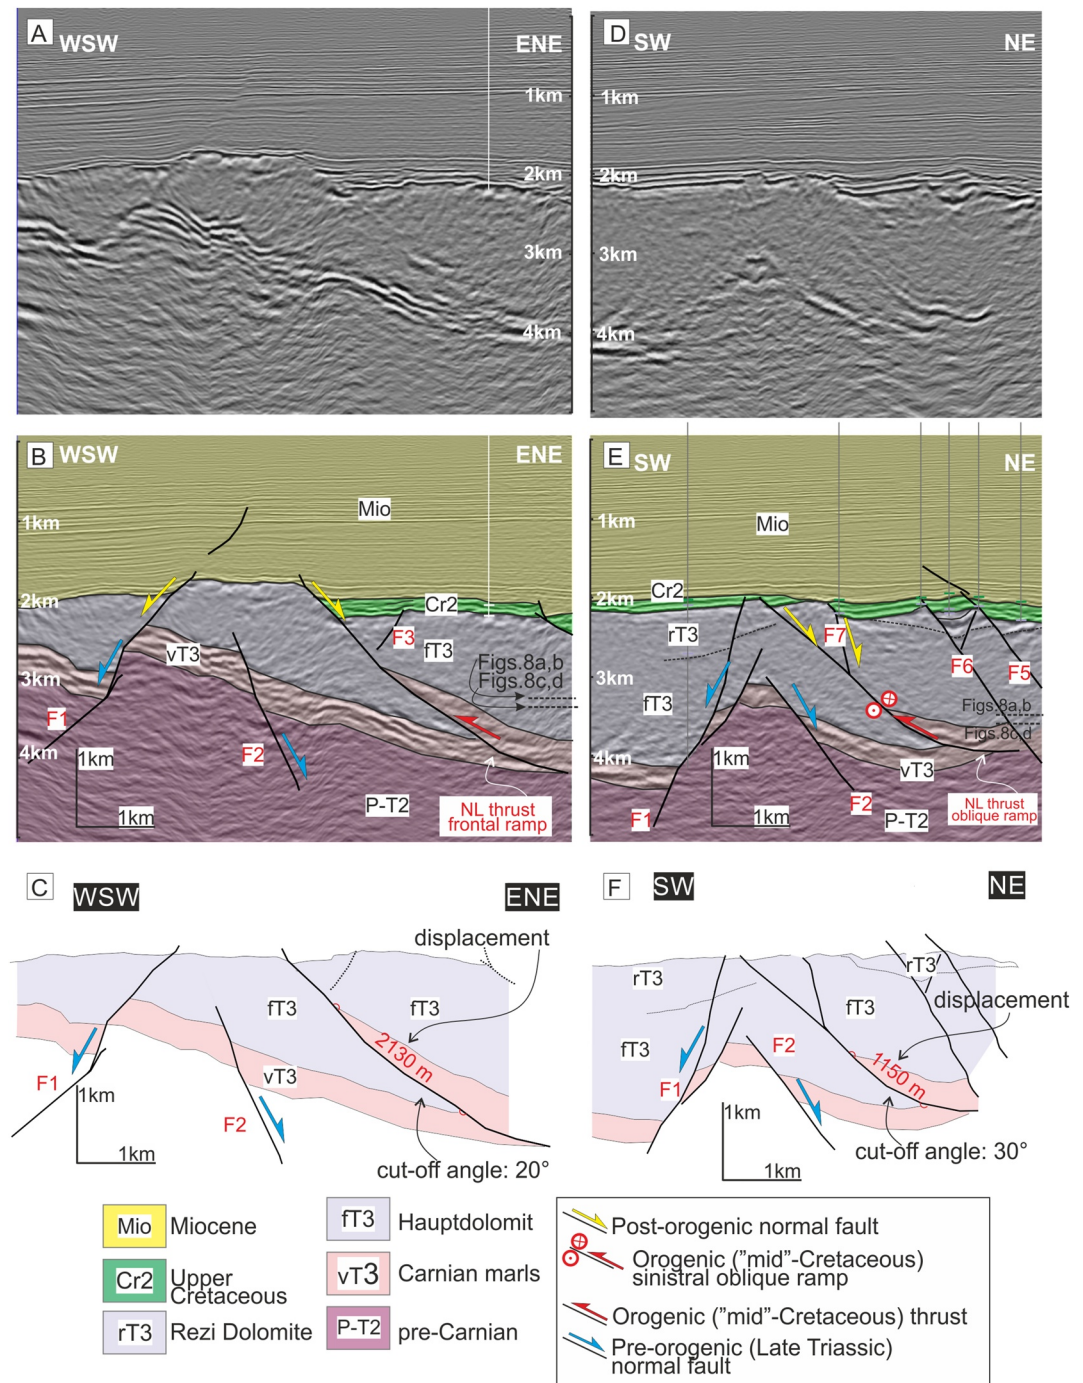 A
WSW
ENE
1km
2km
3km
4km
D
SW
NE
1km
2km
3km
4km
B
WSW
ENE
Mio
1km
2km
Cr2
F3
fT3
vT3
Figs.8a,b
Figs.8c,d
3km
F1
F2
4km
1km
1km
P-T2
NL thrust
frontal ramp
E
SW
NE
1km
Mio
Cr2
2km
rT3
F7
F6
F5
3km
fT3
Figs.8a,b
Figs.8c,d
4km
vT3
F1
1km
1km
F2
P-T2
NL thrust
oblique ramp
C
WSW
ENE
displacement
fT3
fT3
2130 m
vT3
F1
F2
1km
1km
cut-off angle: 20°
F
SW
NE
rT3
rT3
displacement
fT3
fT3
F2
1150 m
F1
1km
1km
cut-off angle: 30°
Mio Miocene
Cr2 Upper
Cretaceous
rT3 Rezi Dolomite
fT3 Hauptdolomit
vT3 Carnian marls
P-T2 pre-Carnian
Post-orogenic normal fault
Orogenic ("mid"-Cretaceous)
sinistral oblique ramp
Orogenic ("mid"-Cretaceous) thrust
Pre-orogenic (Late Triassic)
normal fault